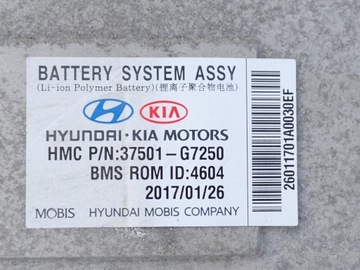 BATTERY SYSTEM ASSY
(Li-ion Polymer Battery)(锂离子聚合物电池)
KIA
HYUNDAI · KIA MOTORS
HMC P/N:37501-G7250
BMS ROM ID:4604
2017/01/26
MOBIS HYUNDAI MOBIS COMPANY
26011701A0030EF